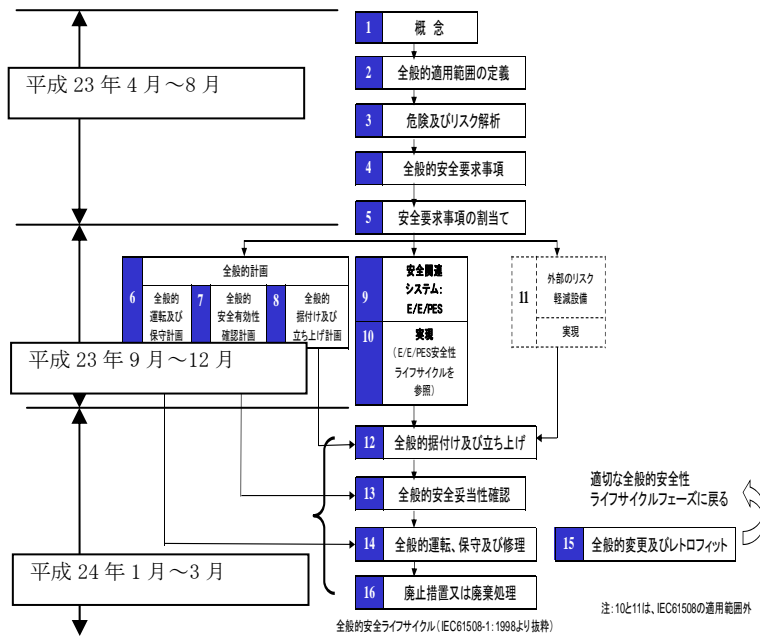 1 概 念
平成 23 年 4 月～8 月
2 全般的適用範囲の定義
3 危険及びリスク解析
4 全般的安全要求事項
5 安全要求事項の割当て
全般的計画
6 全般的
運転及び
保守計画
7 全般的
安全有効性
確認計画
8 全般的
据付け及び
立ち上げ計画
9 安全関連
システム:
E/E/PES
10 実現
(E/E/PES安全性
ライフサイクルを
参照)
11 外部のリスク
軽減設備
実現
平成 23 年 9 月～12 月
12 全般的据付け及び立ち上げ
13 全般的安全妥当性確認
適切な全般的安全性
ライフサイクルフェーズに戻る
14 全般的運転、保守及び修理
15 全般的変更及びレトロフィット
平成 24 年 1 月～3 月
16 廃止措置又は廃棄処理
注: 10と11は、IEC61508の適用範囲外
全般的安全ライフサイクル(IEC61508-1: 1998より抜粋)